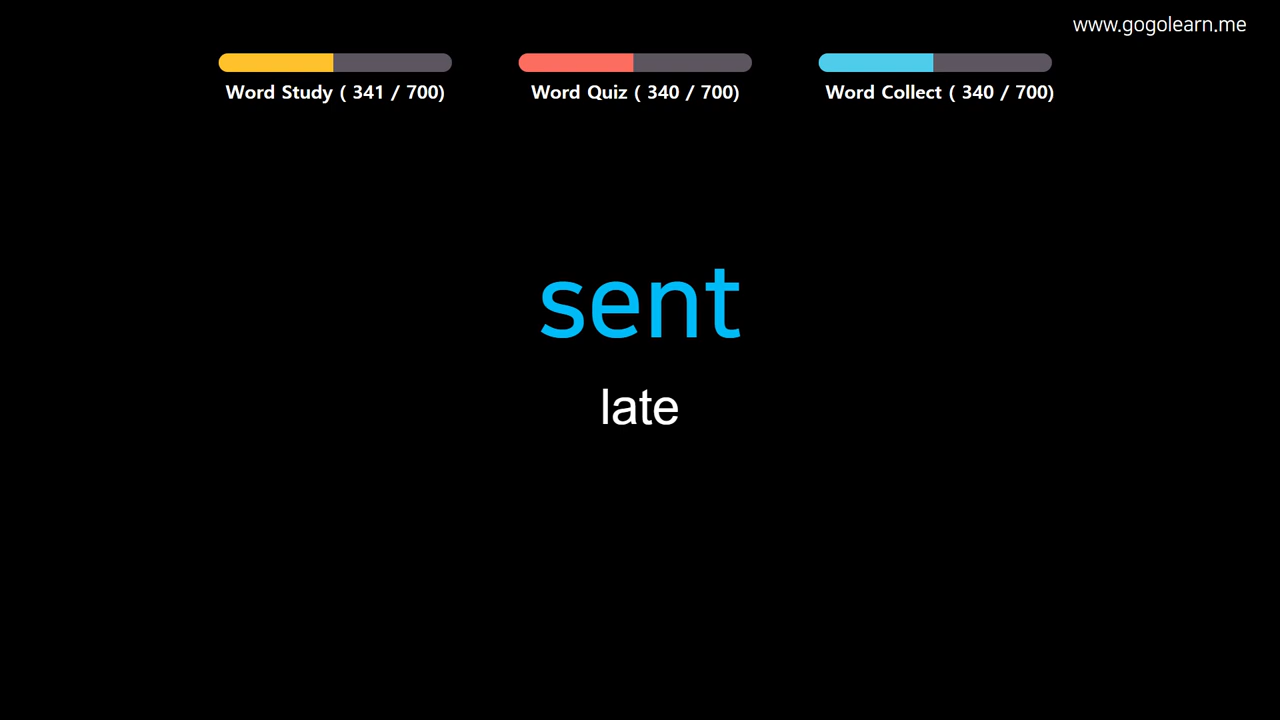 www.gogolearn.me
Word Study ( 341 / 700)
Word Quiz ( 340 / 700)
Word Collect ( 340 / 700)
sent
late